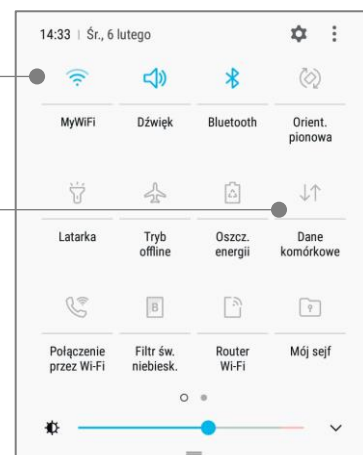 14:33 | Śr., 6 lutego
MyWiFi Dźwięk Bluetooth Orient.
pionowa
Latarka Tryb
offline Oszcz.
energii Dane
komórkowe
Połączenie
przez Wi-Fi Filtr św.
niebiesk. Router
Wi-Fi Mój sejf